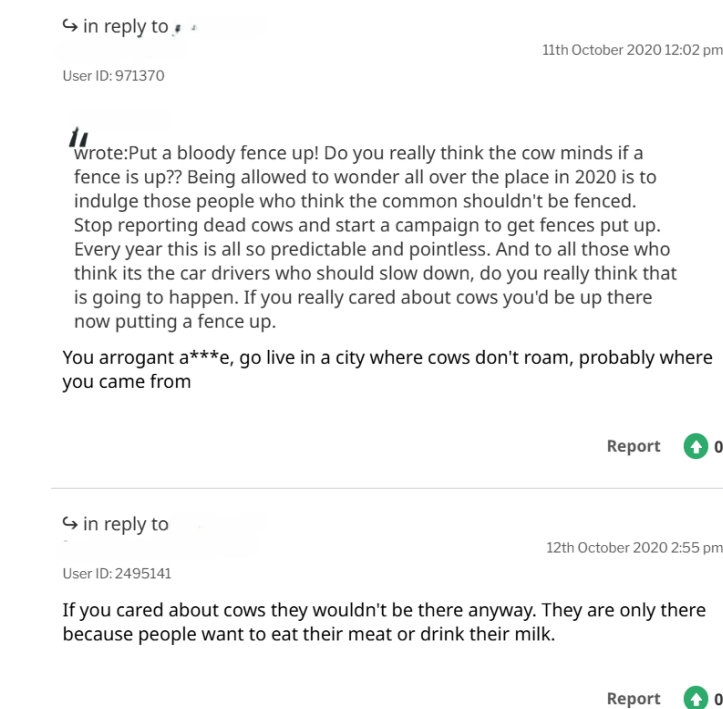 ↪ in reply to
11th October 2020 12:02 pm
User ID: 971370
"
wrote:Put a bloody fence up! Do you really think the cow minds if a
fence is up?? Being allowed to wonder all over the place in 2020 is to
indulge those people who think the common shouldn't be fenced.
Stop reporting dead cows and start a campaign to get fences put up.
Every year this is all so predictable and pointless. And to all those who
think its the car drivers who should slow down, do you really think that
is going to happen. If you really cared about cows you'd be up there
now putting a fence up.
You arrogant a***e, go live in a city where cows don't roam, probably where
you came from
Report 0
↪ in reply to
12th October 2020 2:55 pm
User ID: 2495141
If you cared about cows they wouldn't be there anyway. They are only there
because people want to eat their meat or drink their milk.
Report 0